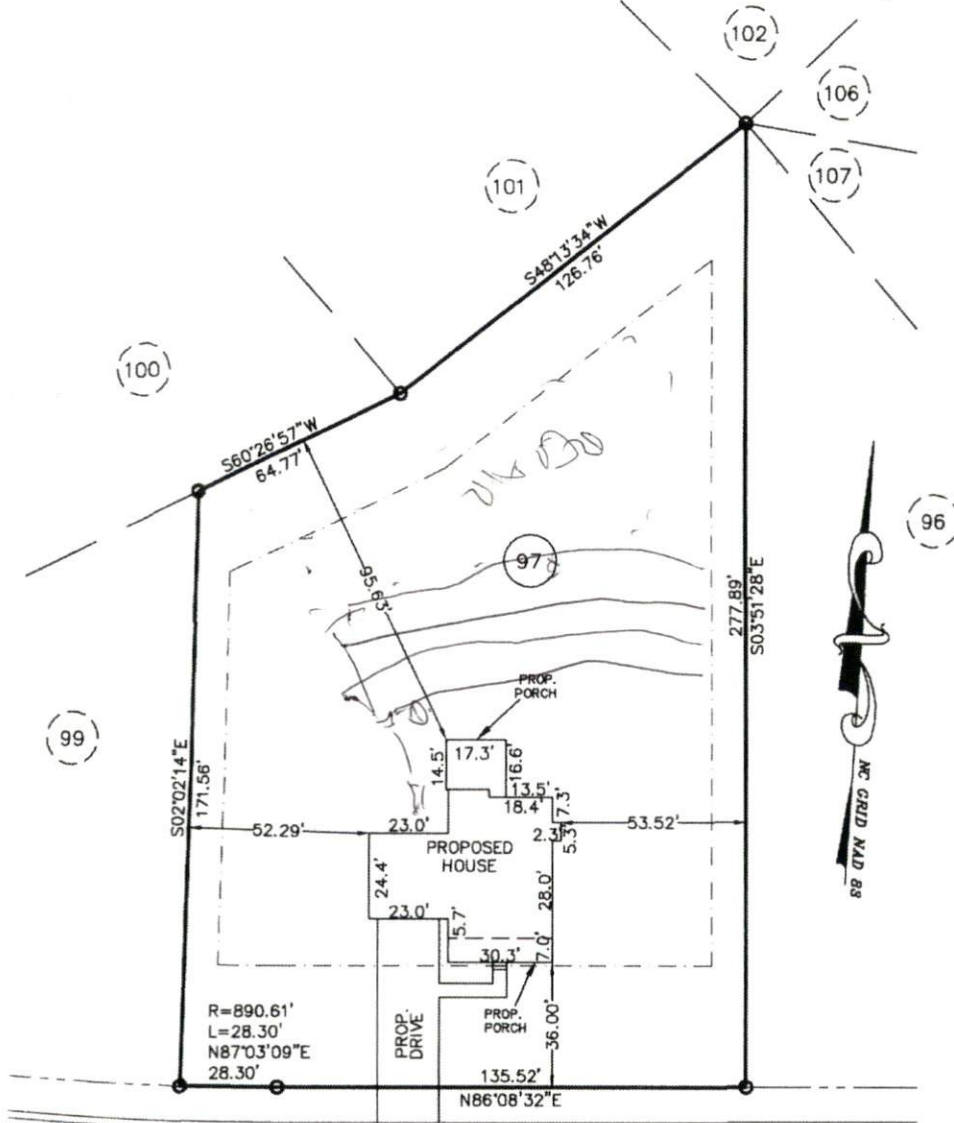 102
106
107
101
S48°13'34"W
126.76'
100
S60°26'57"W
64.77'
97
96
95.63'
277.89'
S03°51'28"E
PROP.
PORCH
99
17.3'
14.5'
16.6'
13.5'
18.4'
7.3'
S02°02'14"E
171.56'
52.29'
23.0'
2.3'
5.3'
53.52'
PROPOSED
HOUSE
24.4'
28.0'
23.0'
5.7'
30.3'
7.0'
NC GRID NAD 83
R=890.61'
L=28.30'
N87°03'09"E
28.30'
PROP.
DRIVE
PROP.
PORCH
36.00'
135.52'
N86°08'32"E